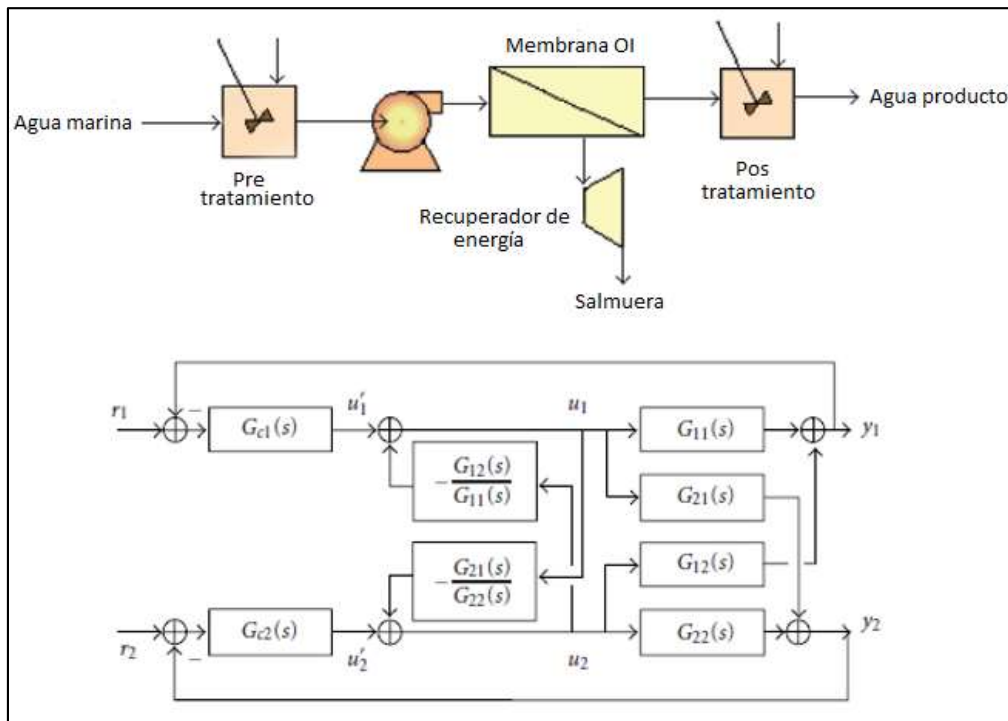 Membrana OI
Agua marina
Agua producto
Pre
tratamiento
Pos
tratamiento
Recuperador de
energía
Salmuera
r1
−
Gc1(s)
u′1
u1
G11(s)
y1
− G12(s)
G11(s)
G21(s)
− G21(s)
G22(s)
G12(s)
r2
−
Gc2(s)
u′2
u2
G22(s)
y2